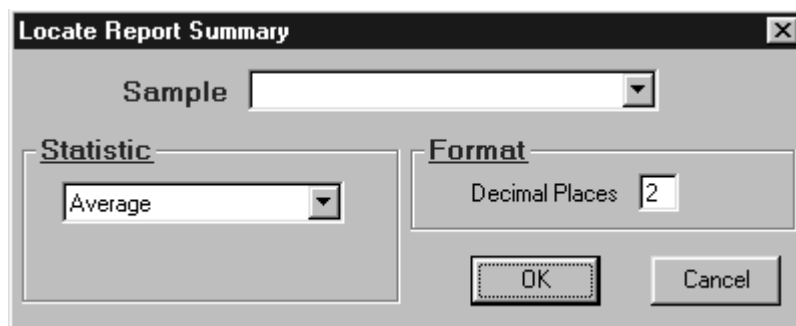 Locate Report Summary
Sample
Statistic
Average
Format
Decimal Places 2
OK Cancel